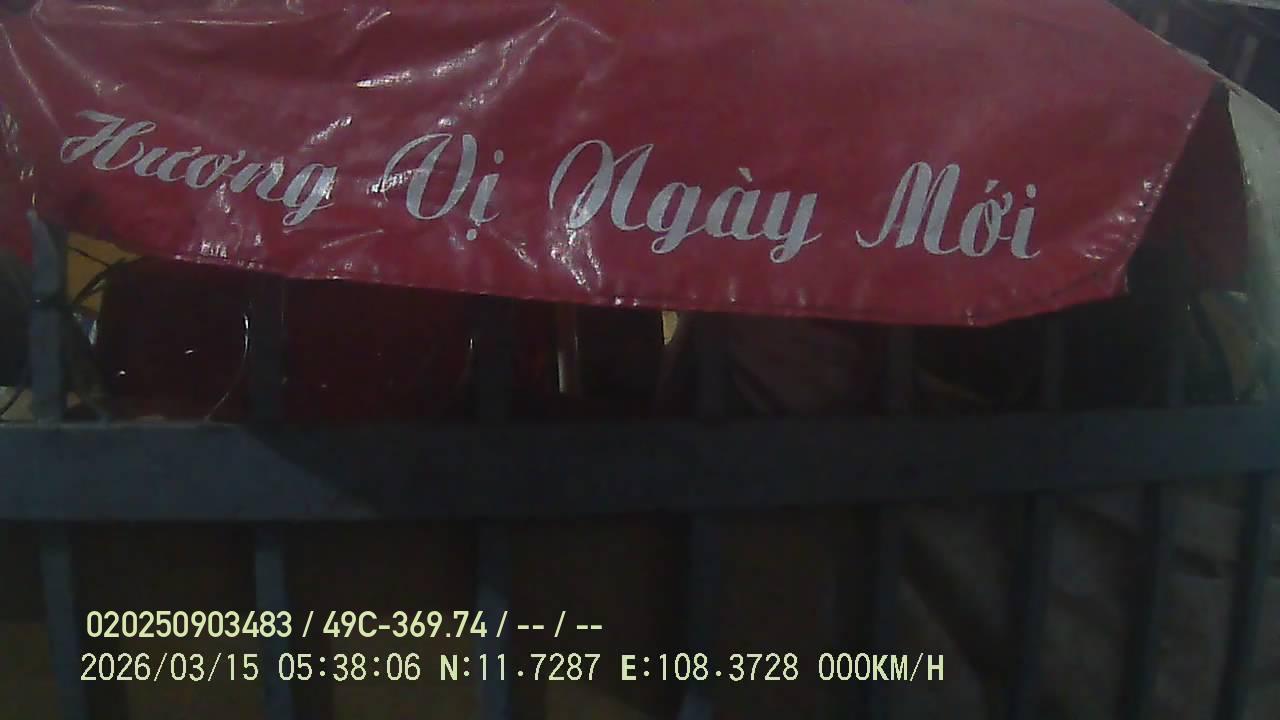 Hương Vị Ngày Mới
020250903483 / 49C-369.74 / -- / --
2026/03/15 05:38:06 N:11.7287 E:108.3728 000KM/H